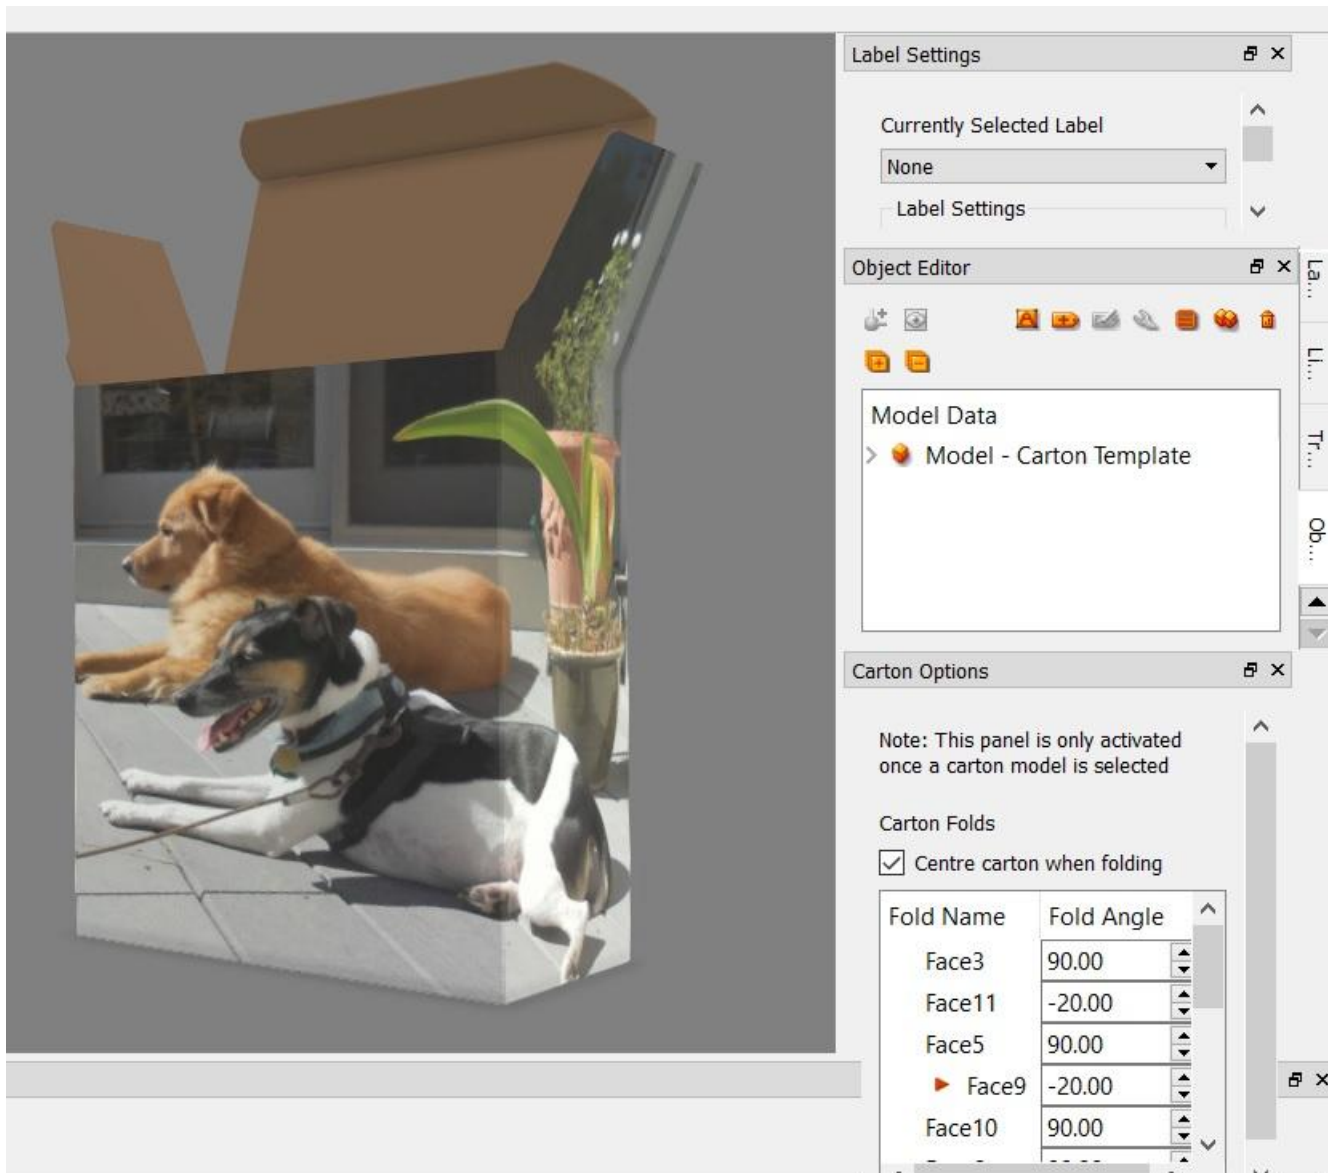 Label Settings
Currently Selected Label
None
Label Settings
Object Editor
La...
Li...
Tr...
Ob...
Model Data
Model - Carton Template
Carton Options
Note: This panel is only activated
once a carton model is selected
Carton Folds
Centre carton when folding
Fold Name Fold Angle
Face3 90.00
Face11 -20.00
Face5 90.00
Face9 -20.00
Face10 90.00